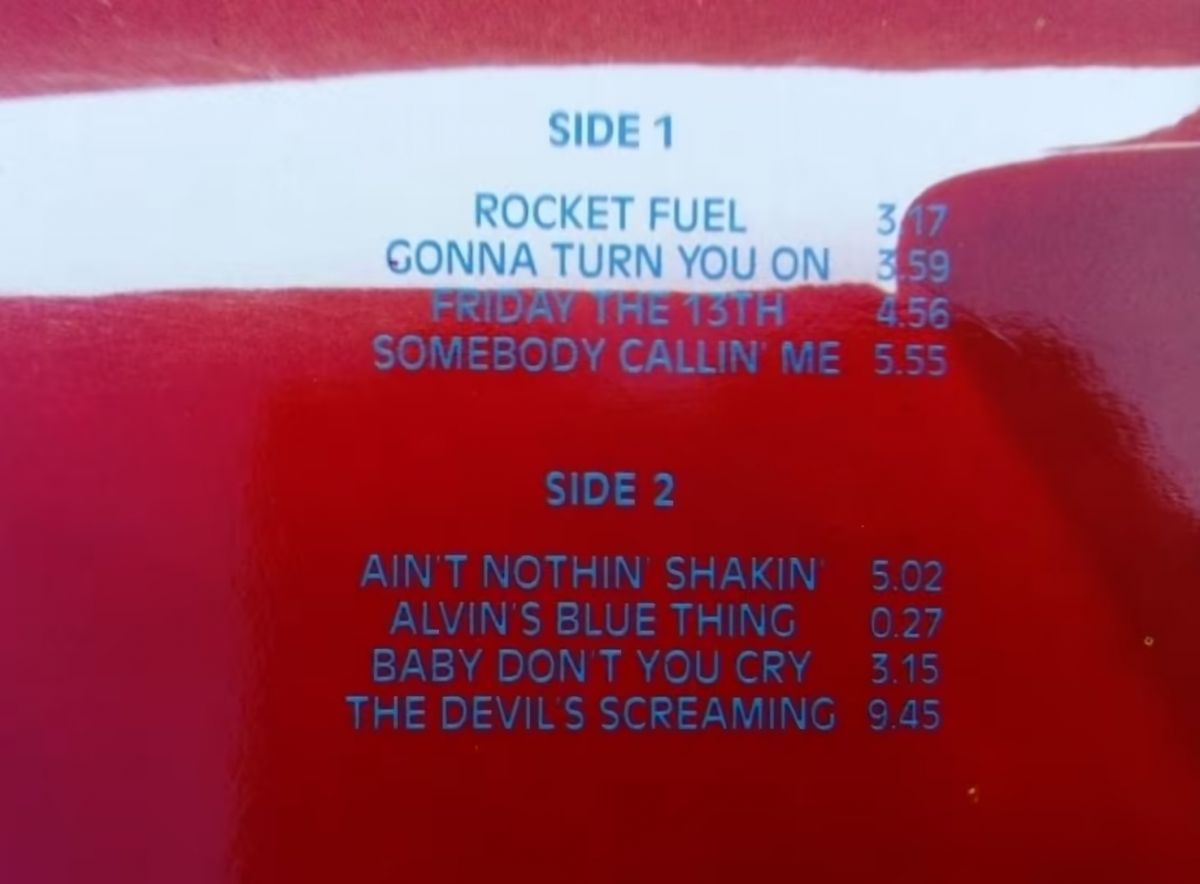 SIDE 1
ROCKET FUEL 3.17
GONNA TURN YOU ON 3.59
FRIDAY THE 13TH 4.56
SOMEBODY CALLIN' ME 5.55
SIDE 2
AIN'T NOTHIN' SHAKIN' 5.02
ALVIN'S BLUE THING 0.27
BABY DON'T YOU CRY 3.15
THE DEVIL'S SCREAMING 9.45